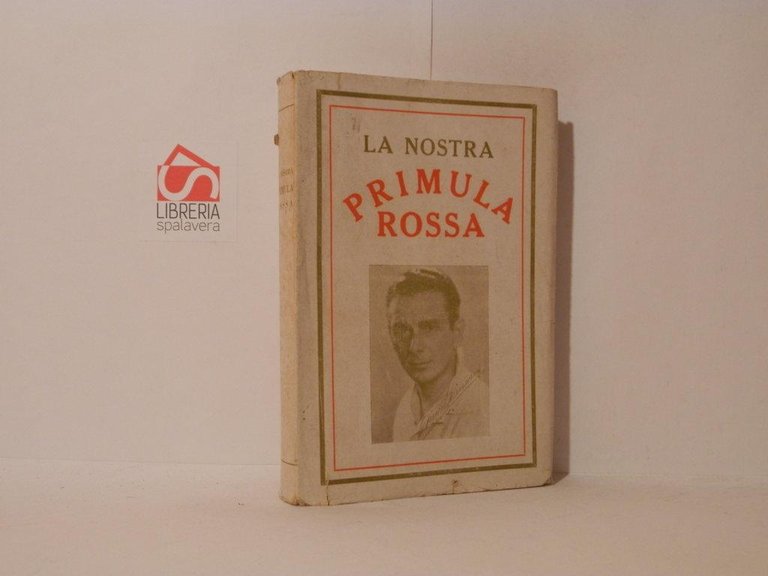 LA NOSTRA
PRIMULA
ROSSA
LIBRERIA
spalavera